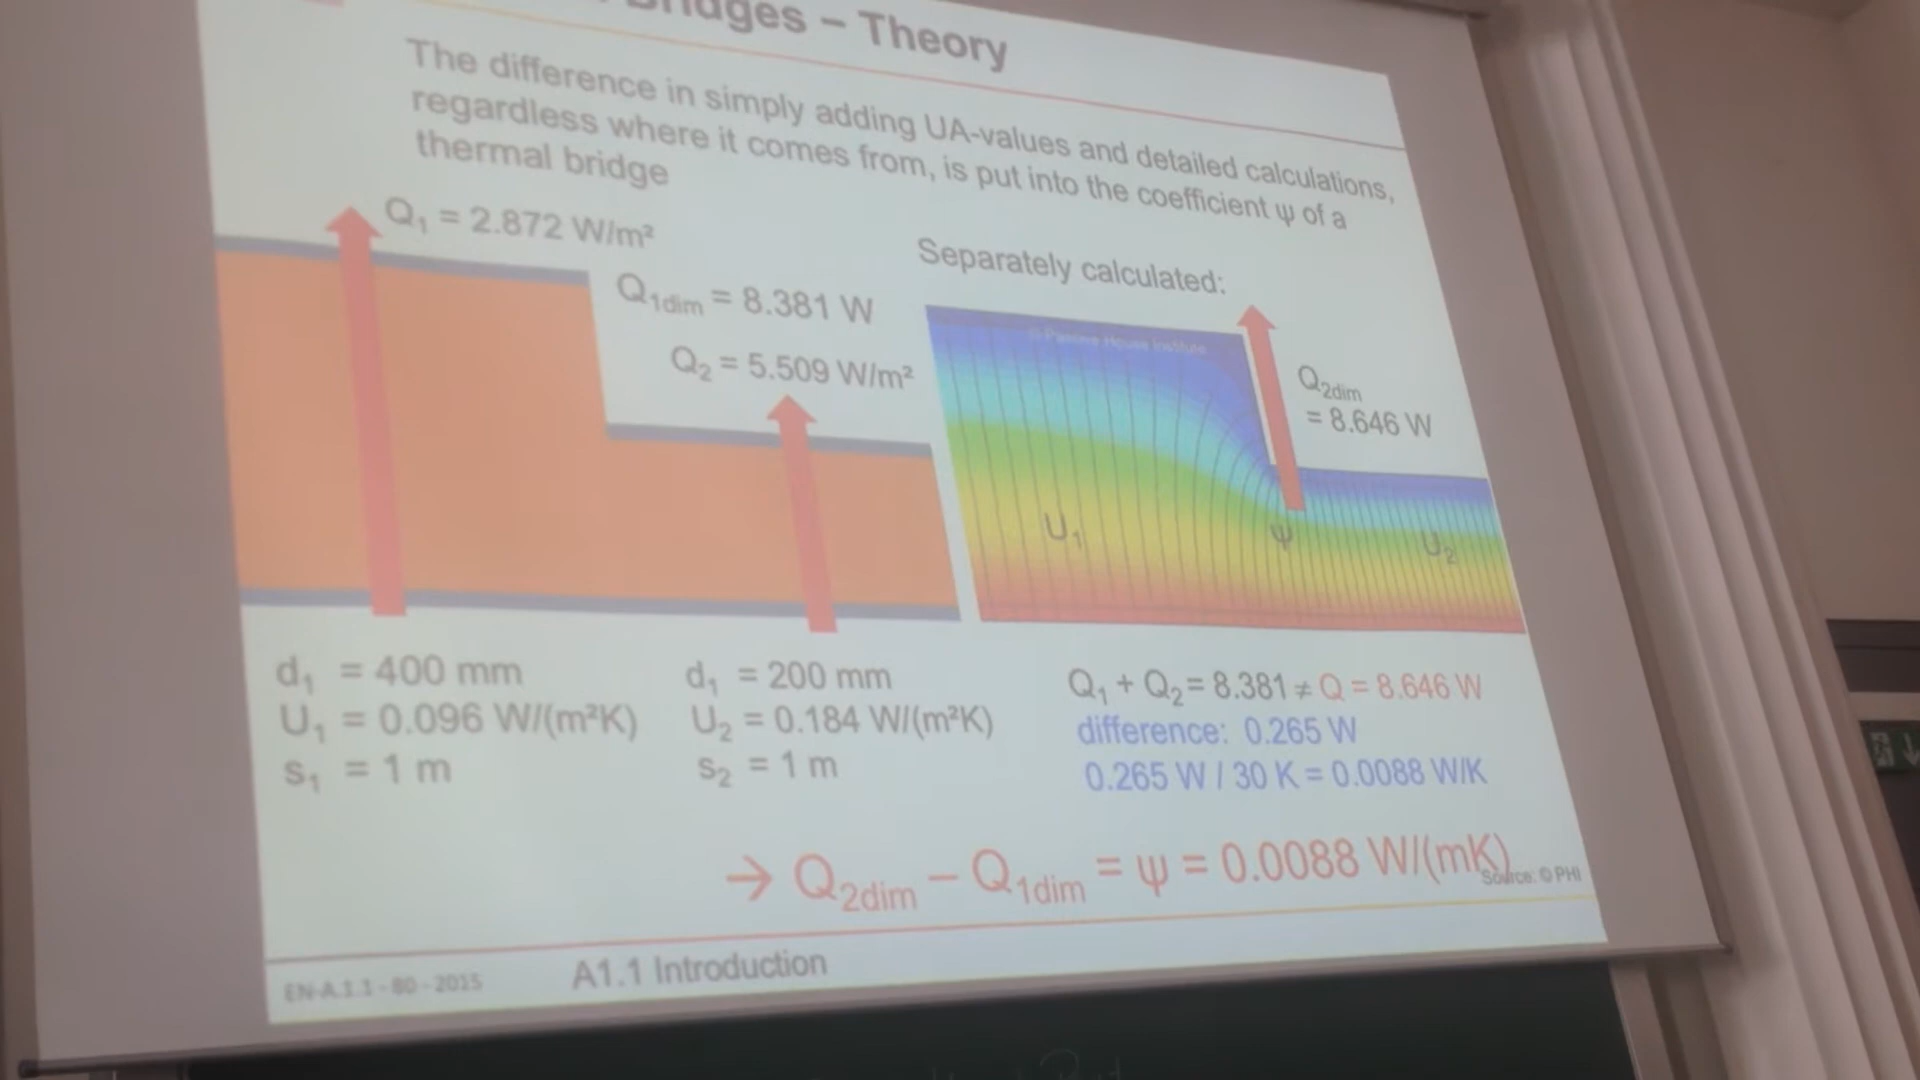 Bridges – Theory
The difference in simply adding UA-values and detailed calculations,
regardless where it comes from, is put into the coefficient ψ of a
thermal bridge
Q₁ = 2.872 W/m²
Q1dim = 8.381 W
Q₂ = 5.509 W/m²
Separately calculated:
© Passive House Institute
Q2dim
= 8.646 W
U₁
ψ
U₂
d₁ = 400 mm
U₁ = 0.096 W/(m²K)
s₁ = 1 m
d₁ = 200 mm
U₂ = 0.184 W/(m²K)
s₂ = 1 m
Q₁ + Q₂ = 8.381 ≠ Q = 8.646 W
difference: 0.265 W
0.265 W / 30 K = 0.0088 W/K
→ Q2dim – Q1dim = ψ = 0.0088 W/(mK)
Source: © PHI
EN-A.1.1 - 80 - 2015
A1.1 Introduction